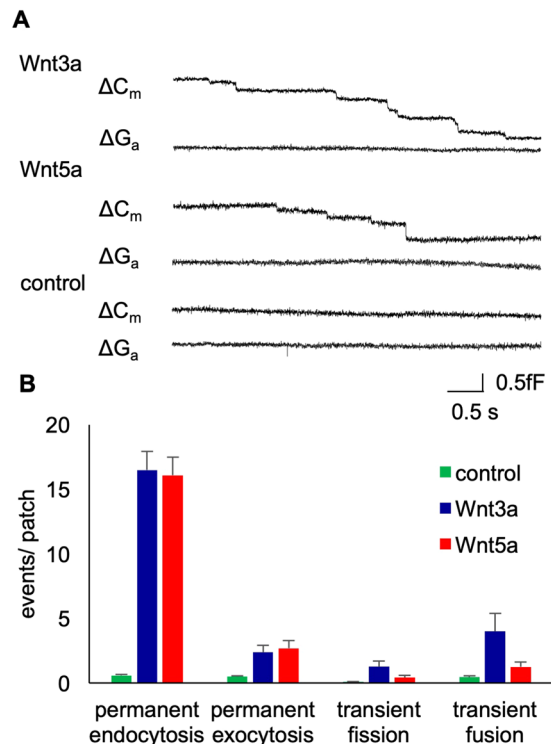 A
Wnt3a
ΔCm
ΔGa
Wnt5a
ΔCm
ΔGa
control
ΔCm
ΔGa
B
0.5fF
0.5 s
20
15
10
5
0
events/ patch
control
Wnt3a
Wnt5a
permanent
endocytosis
permanent
exocytosis
transient
fission
transient
fusion